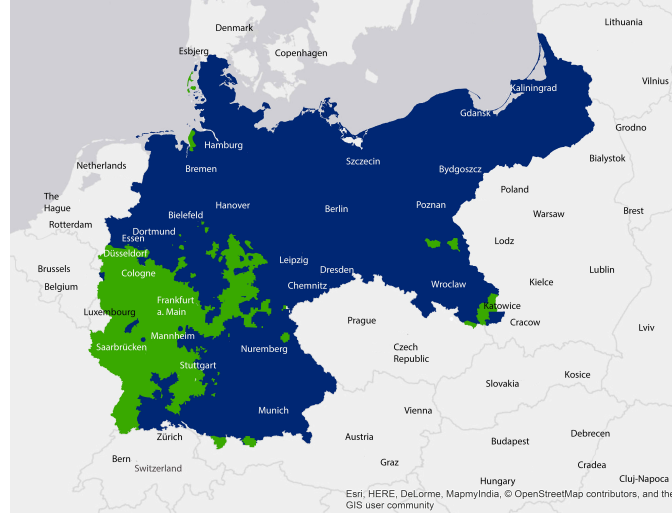 Lithuania
Denmark
Esbjerg
Copenhagen
Vilnius
Kaliningrad
Gdansk
Grodno
Hamburg
Szczecin
Bialystok
Netherlands
Bremen
Bydgoszcz
Poland
The
Hague
Hanover
Berlin
Poznan
Warsaw
Brest
Bielefeld
Rotterdam
Dortmund
Essen
Lodz
Düsseldorf
Leipzig
Brussels
Cologne
Dresden
Lublin
Belgium
Chemnitz
Wroclaw
Kielce
Frankfurt
a. Main
Katowice
Luxembourg
Prague
Cracow
Lviv
Mannheim
Saarbrücken
Nuremberg
Czech
Republic
Stuttgart
Slovakia
Kosice
Munich
Vienna
Zürich
Austria
Budapest
Debrecen
Bern
Switzerland
Graz
Cradea
Hungary
Cluj-Napoca
Esri, HERE, DeLorme, MapmyIndia, © OpenStreetMap contributors, and the
GIS user community